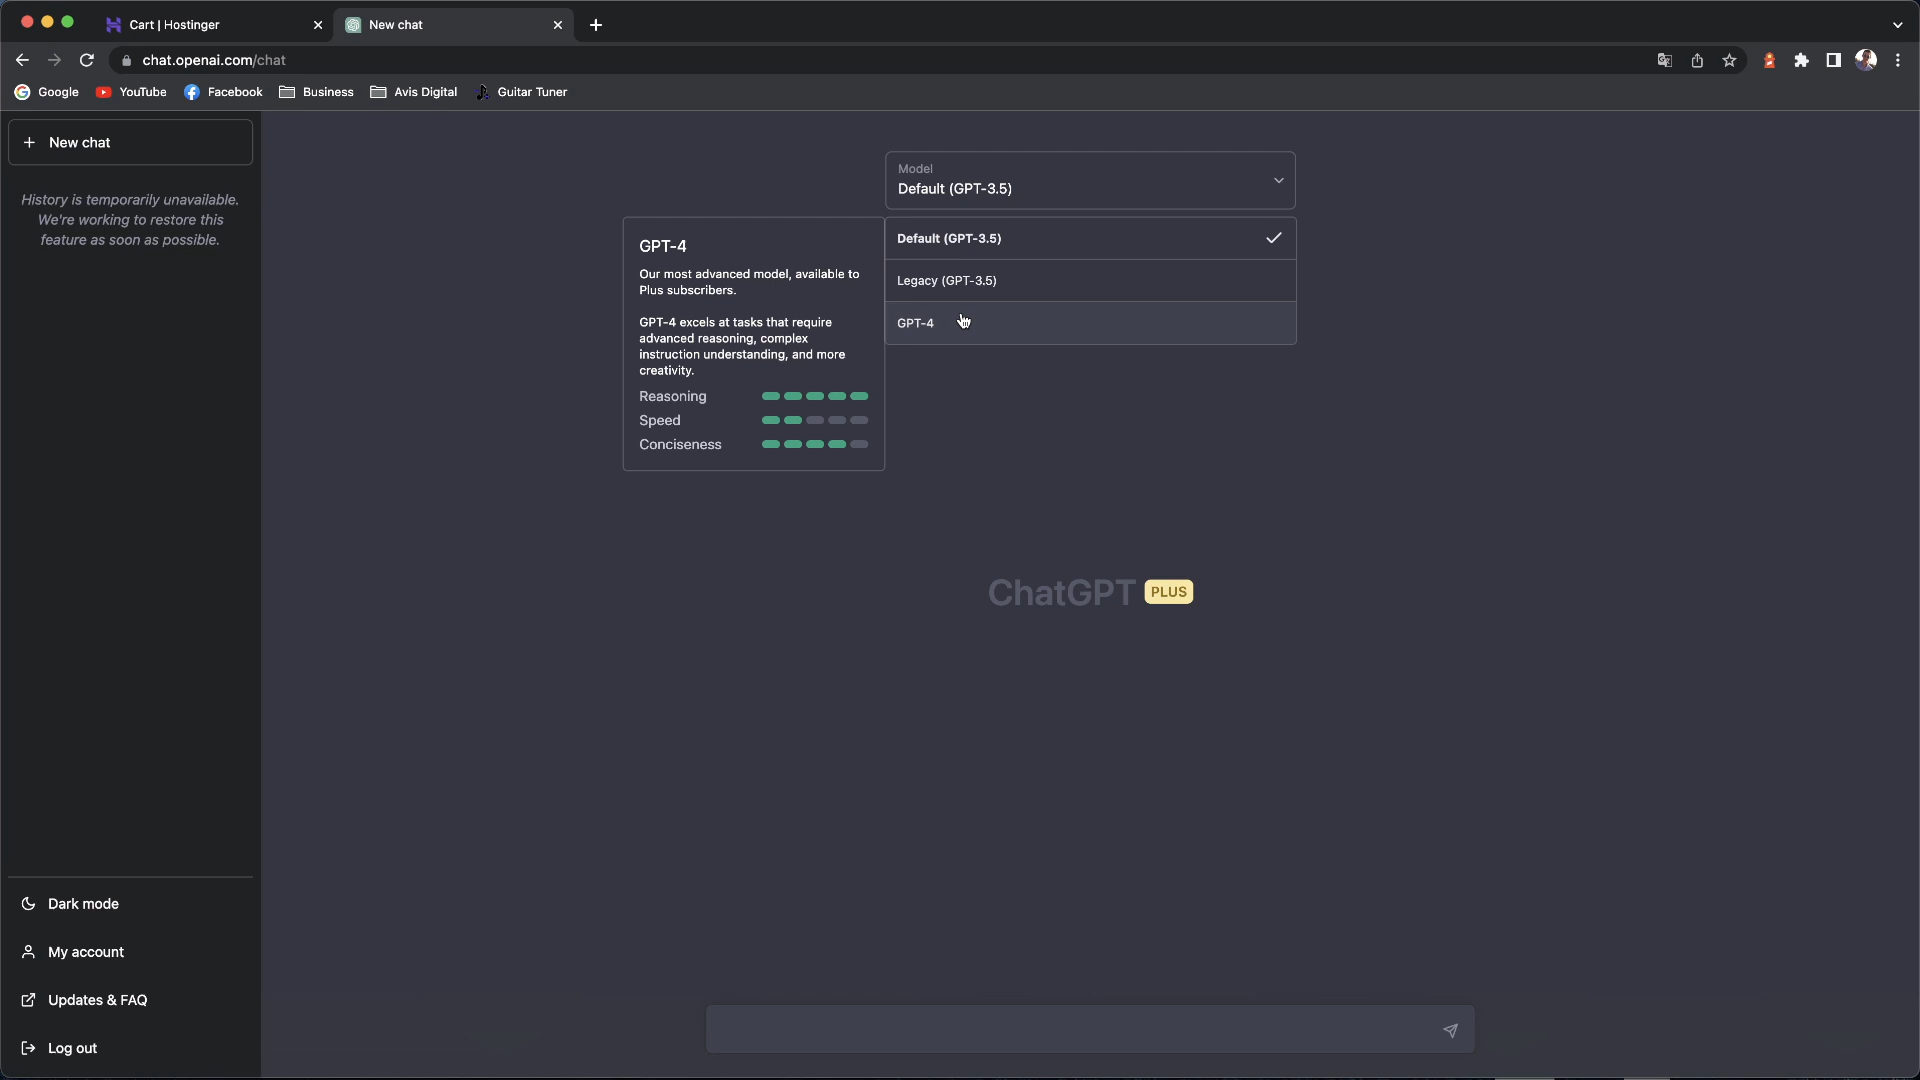 Cart | Hostinger
New chat
chat.openai.com/chat
Google
YouTube
Facebook
Business
Avis Digital
Guitar Tuner
New chat
History is temporarily unavailable.
We're working to restore this
feature as soon as possible.
Model
Default (GPT-3.5)
Default (GPT-3.5)
Legacy (GPT-3.5)
GPT-4
GPT-4
Our most advanced model, available to
Plus subscribers.
GPT-4 excels at tasks that require
advanced reasoning, complex
instruction understanding, and more
creativity.
Reasoning
Speed
Conciseness
ChatGPT PLUS
Dark mode
My account
Updates & FAQ
Log out